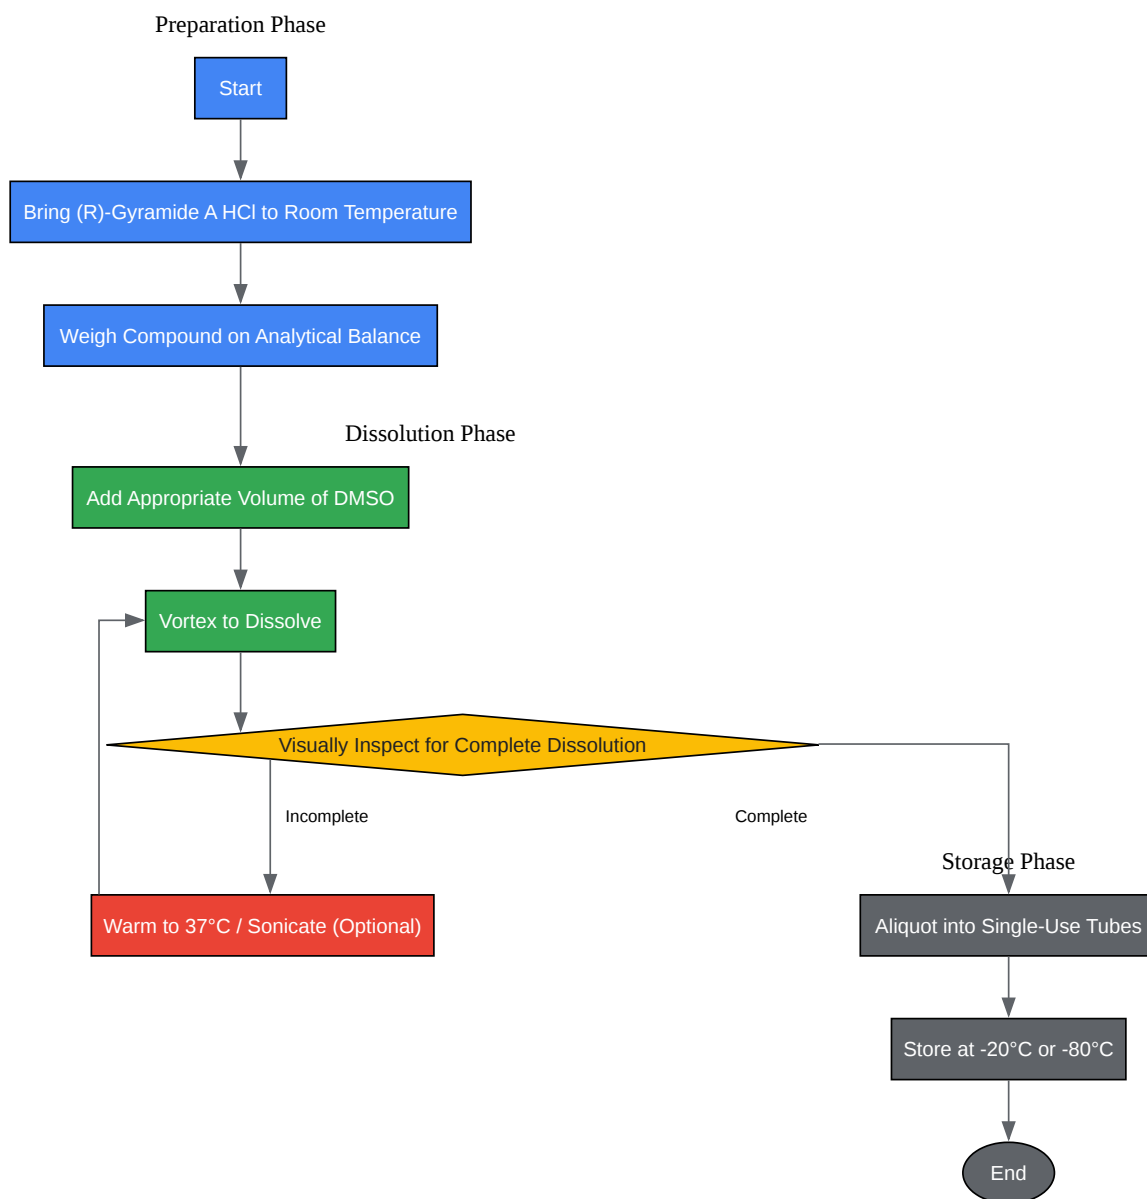 Preparation Phase
Start
Bring (R)-Gyramide A HCl to Room Temperature
Weigh Compound on Analytical Balance
Dissolution Phase
Add Appropriate Volume of DMSO
Vortex to Dissolve
Visually Inspect for Complete Dissolution
Incomplete
Complete
Storage Phase
Warm to 37°C / Sonicate (Optional)
Aliquot into Single-Use Tubes
Store at -20°C or -80°C
End